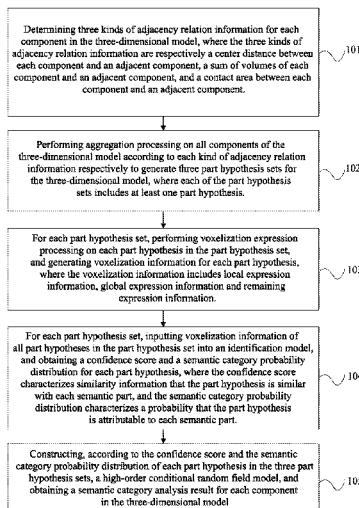 Determining three kinds of adjacency relation information for each
component in the three-dimensional model, where the three kinds of
adjacency relation information are respectively a center distance between
each component and an adjacent component, a sum of volumes of each
component and an adjacent component, and a contact area between each
component and an adjacent component.
101
Performing aggregation processing on all components of the
three-dimensional model according to each kind of adjacency relation
information respectively to generate three part hypothesis sets for
the three-dimensional model, where each of the part hypothesis
sets includes at least one part hypothesis.
102
For each part hypothesis set, performing voxelization expression
processing on each part hypothesis in the part hypothesis set,
and generating voxelization information for each part hypothesis,
where the voxelization information includes local expression
information, global expression information and remaining
expression information.
103
For each part hypothesis set, inputting voxelization information of
all part hypotheses in the part hypothesis set into an identification model,
and obtaining a confidence score and a semantic category probability
distribution for each part hypothesis, where the confidence score
characterizes similarity information that the part hypothesis is similar
with each semantic part, and the semantic category probability
distribution characterizes a probability that the part hypothesis
is attributable to each semantic part.
104
Constructing, according to the confidence score and the semantic
category probability distribution of each part hypothesis in the three part
hypothesis sets, a high-order conditional random field model, and
obtaining a semantic category analysis result for each component
in the three-dimensional model
105